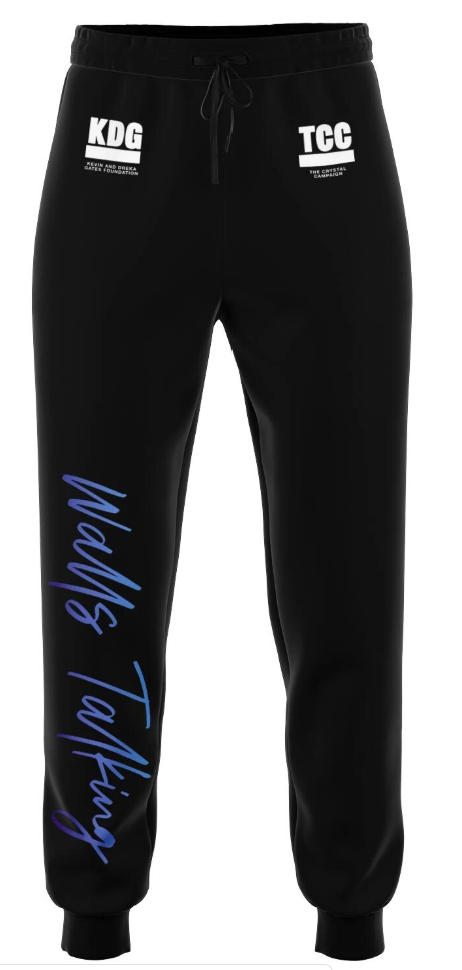 KDG
KEVIN AND DREKA
GATES FOUNDATION
TCC
THE CRYSTAL
CAMPAIGN
Walls Talking